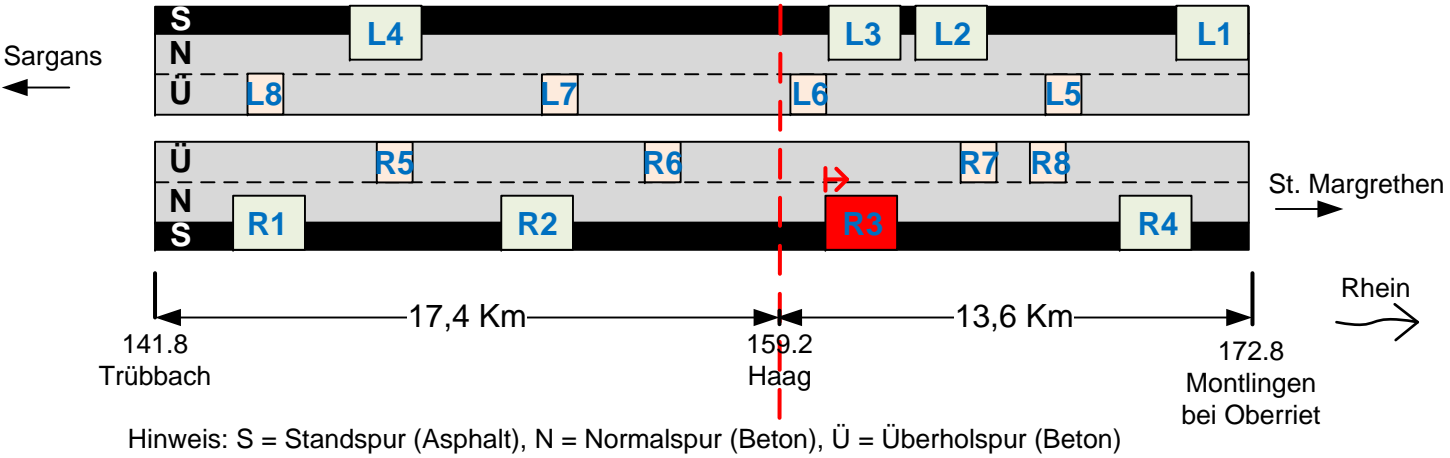 S
L4
L3
L2
L1
N
Sargans
Ü
L8
L7
L6
L5
Ü
R5
R6
R7
R8
N
St. Margrethen
S
R1
R2
R3
R4
17,4 Km
13,6 Km
Rhein
141.8
Trübbach
159.2
Haag
172.8
Montlingen
bei Oberriet
Hinweis: S = Standspur (Asphalt), N = Normalspur (Beton), Ü = Überholspur (Beton)